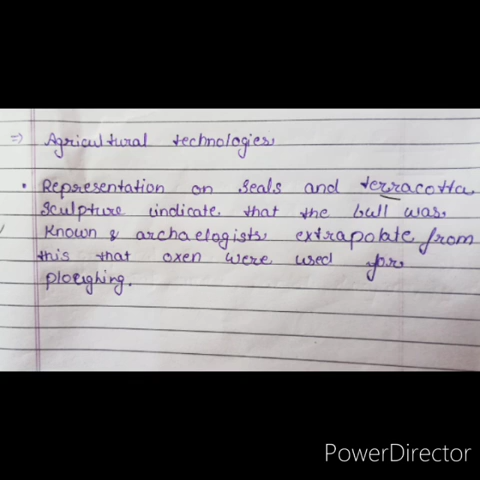 => Agricultural technologies
• Representation on seals and terracotta
sculpture indicate that the bull was
known & archaelogists extrapolate from
this that oxen were used for
ploughing.
PowerDirector